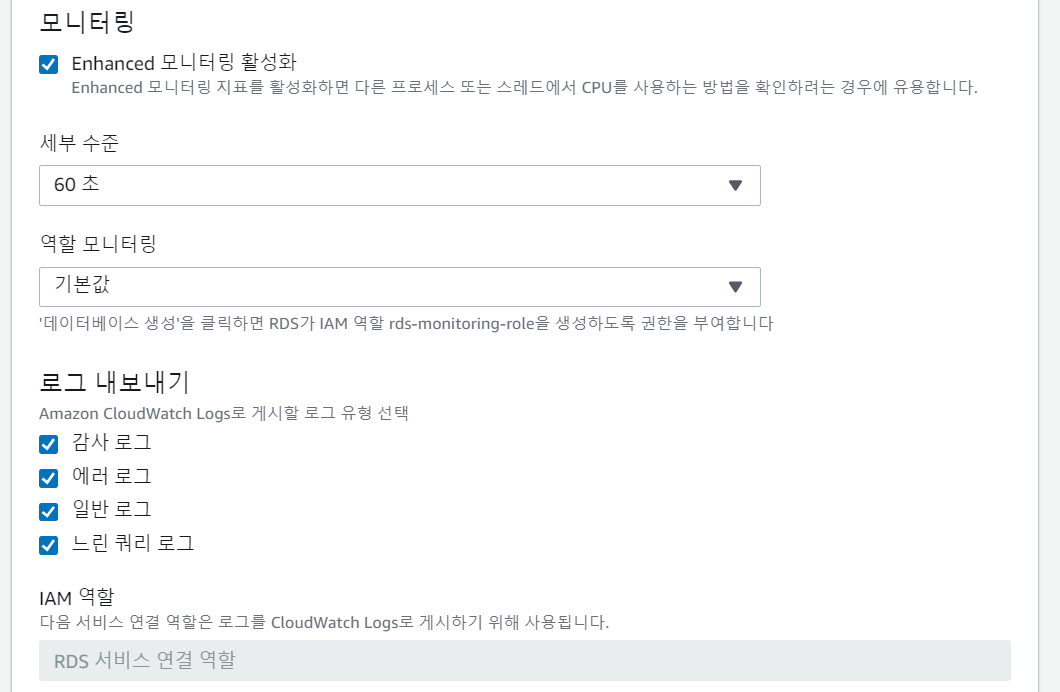 모니터링
Enhanced 모니터링 활성화
Enhanced 모니터링 지표를 활성화하면 다른 프로세스 또는 스레드에서 CPU를 사용하는 방법을 확인하려는 경우에 유용합니다.
세부 수준
60 초
역할 모니터링
기본값
'데이터베이스 생성'을 클릭하면 RDS가 IAM 역할 rds-monitoring-role을 생성하도록 권한을 부여합니다
로그 내보내기
Amazon CloudWatch Logs로 게시할 로그 유형 선택
감사 로그
에러 로그
일반 로그
느린 쿼리 로그
IAM 역할
다음 서비스 연결 역할은 로그를 CloudWatch Logs로 게시하기 위해 사용됩니다.
RDS 서비스 연결 역할